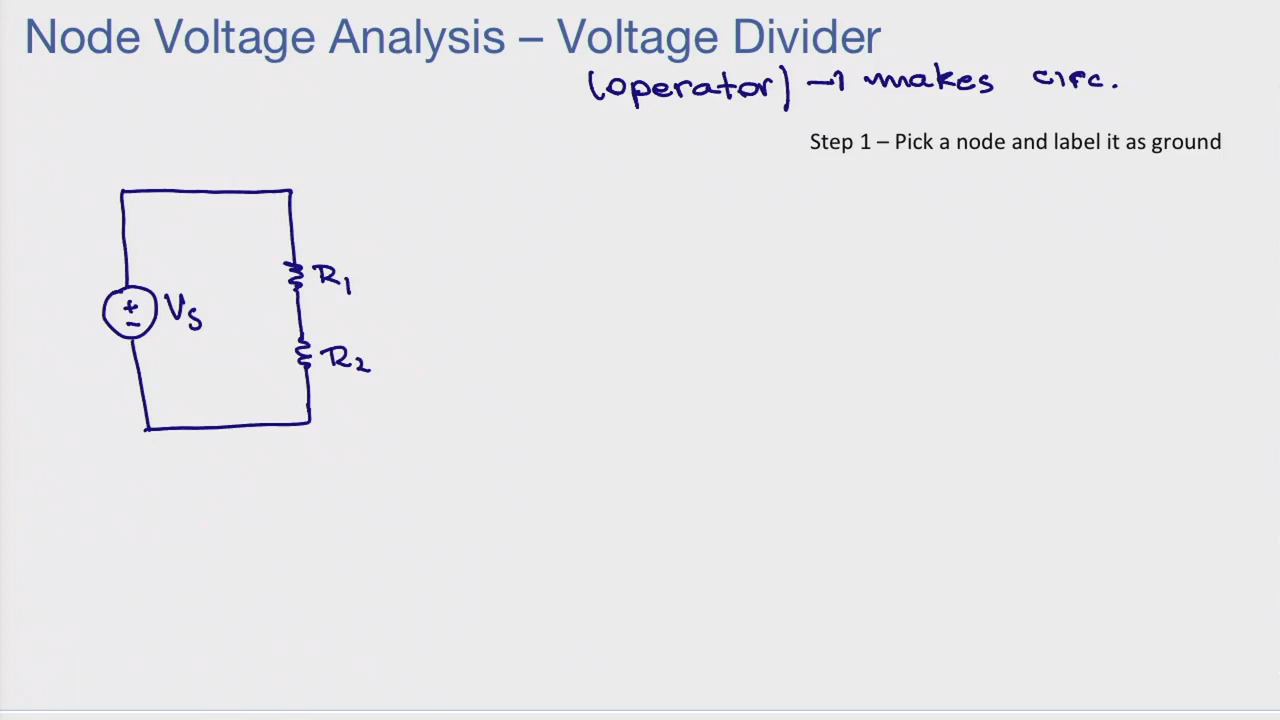 Node Voltage Analysis – Voltage Divider
(operator) → makes circ.
Step 1 – Pick a node and label it as ground
R1
+
– Vs
R2